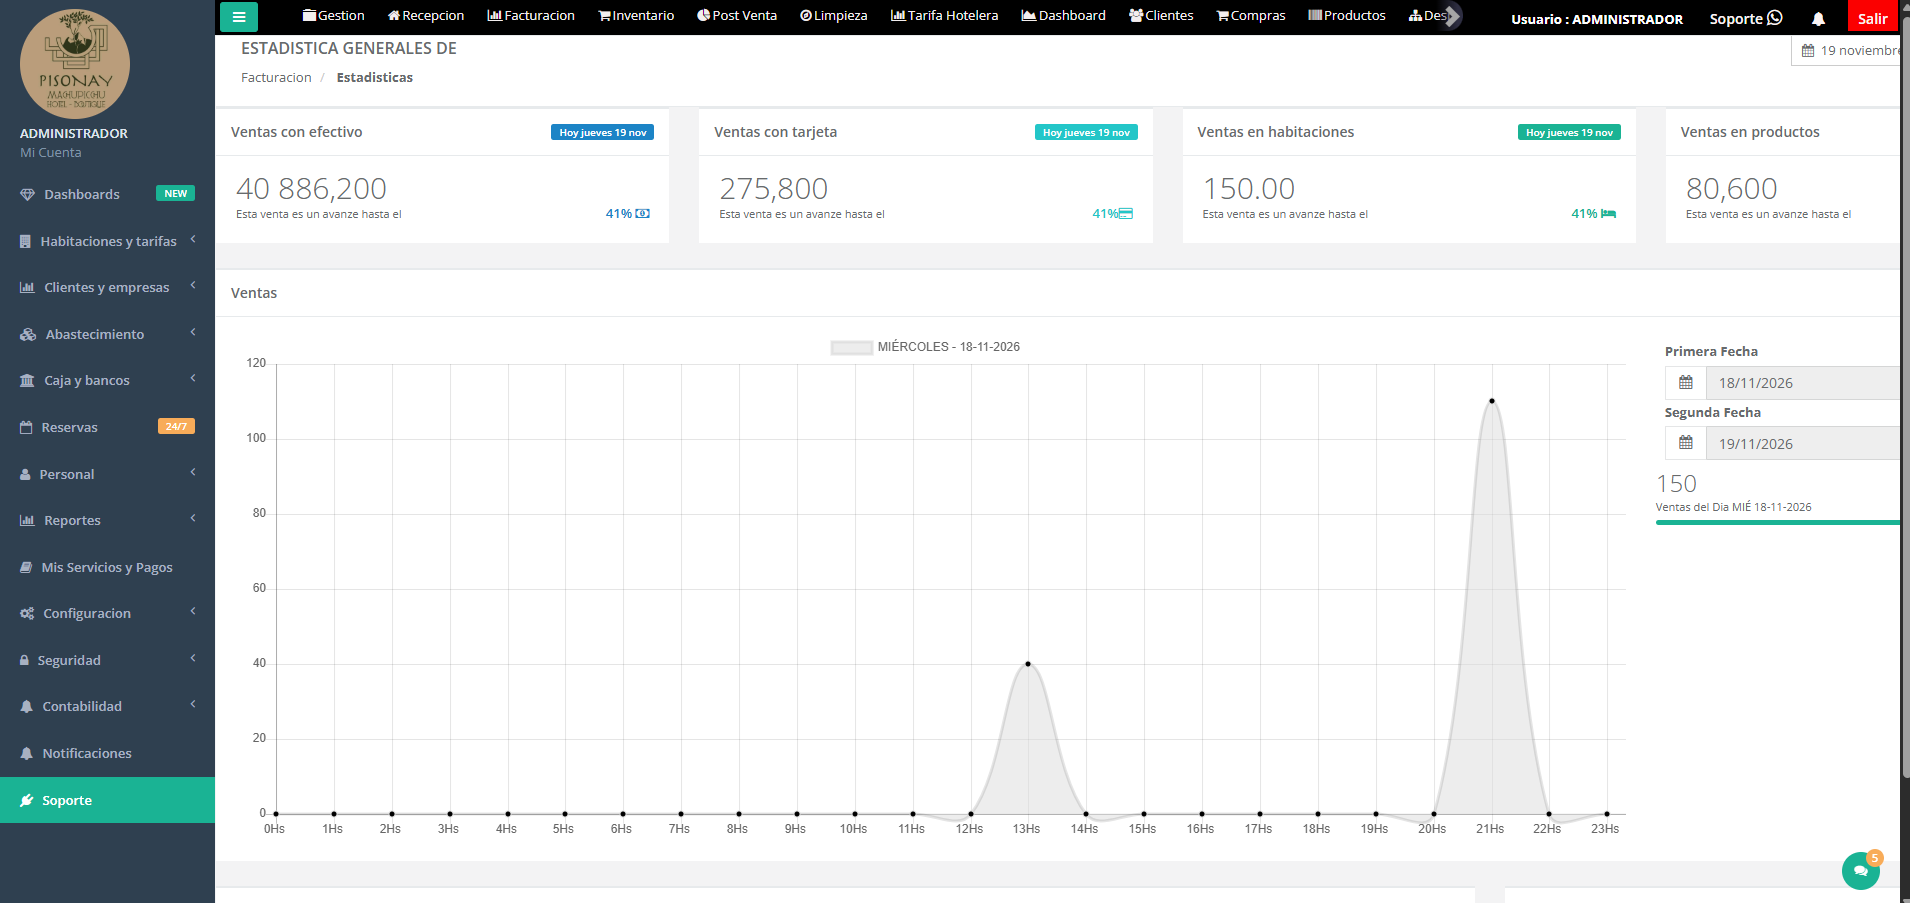 PISONAY
MACHUPICCHU
HOTEL - BOUTIQUE
ADMINISTRADOR
Mi Cuenta
Dashboards NEW
Habitaciones y tarifas
Clientes y empresas
Abastecimiento
Caja y bancos
Reservas 24/7
Personal
Reportes
Mis Servicios y Pagos
Configuracion
Seguridad
Contabilidad
Notificaciones
Soporte
Gestion Recepcion Facturacion Inventario Post Venta Limpieza Tarifa Hotelera Dashboard Clientes Compras Productos Des Usuario : ADMINISTRADOR Soporte Salir
ESTADISTICA GENERALES DE
19 noviembre
Facturacion / Estadisticas
Ventas con efectivo Hoy jueves 19 nov
40 886,200
Esta venta es un avanze hasta el 41%
Ventas con tarjeta Hoy jueves 19 nov
275,800
Esta venta es un avanze hasta el 41%
Ventas en habitaciones Hoy jueves 19 nov
150.00
Esta venta es un avanze hasta el 41%
Ventas en productos
80,600
Esta venta es un avanze hasta el
Ventas
MIÉRCOLES - 18-11-2026
120
100
80
60
40
20
0
0Hs 1Hs 2Hs 3Hs 4Hs 5Hs 6Hs 7Hs 8Hs 9Hs 10Hs 11Hs 12Hs 13Hs 14Hs 15Hs 16Hs 17Hs 18Hs 19Hs 20Hs 21Hs 22Hs 23Hs
Primera Fecha
18/11/2026
Segunda Fecha
19/11/2026
150
Ventas del Dia MIÉ 18-11-2026
5